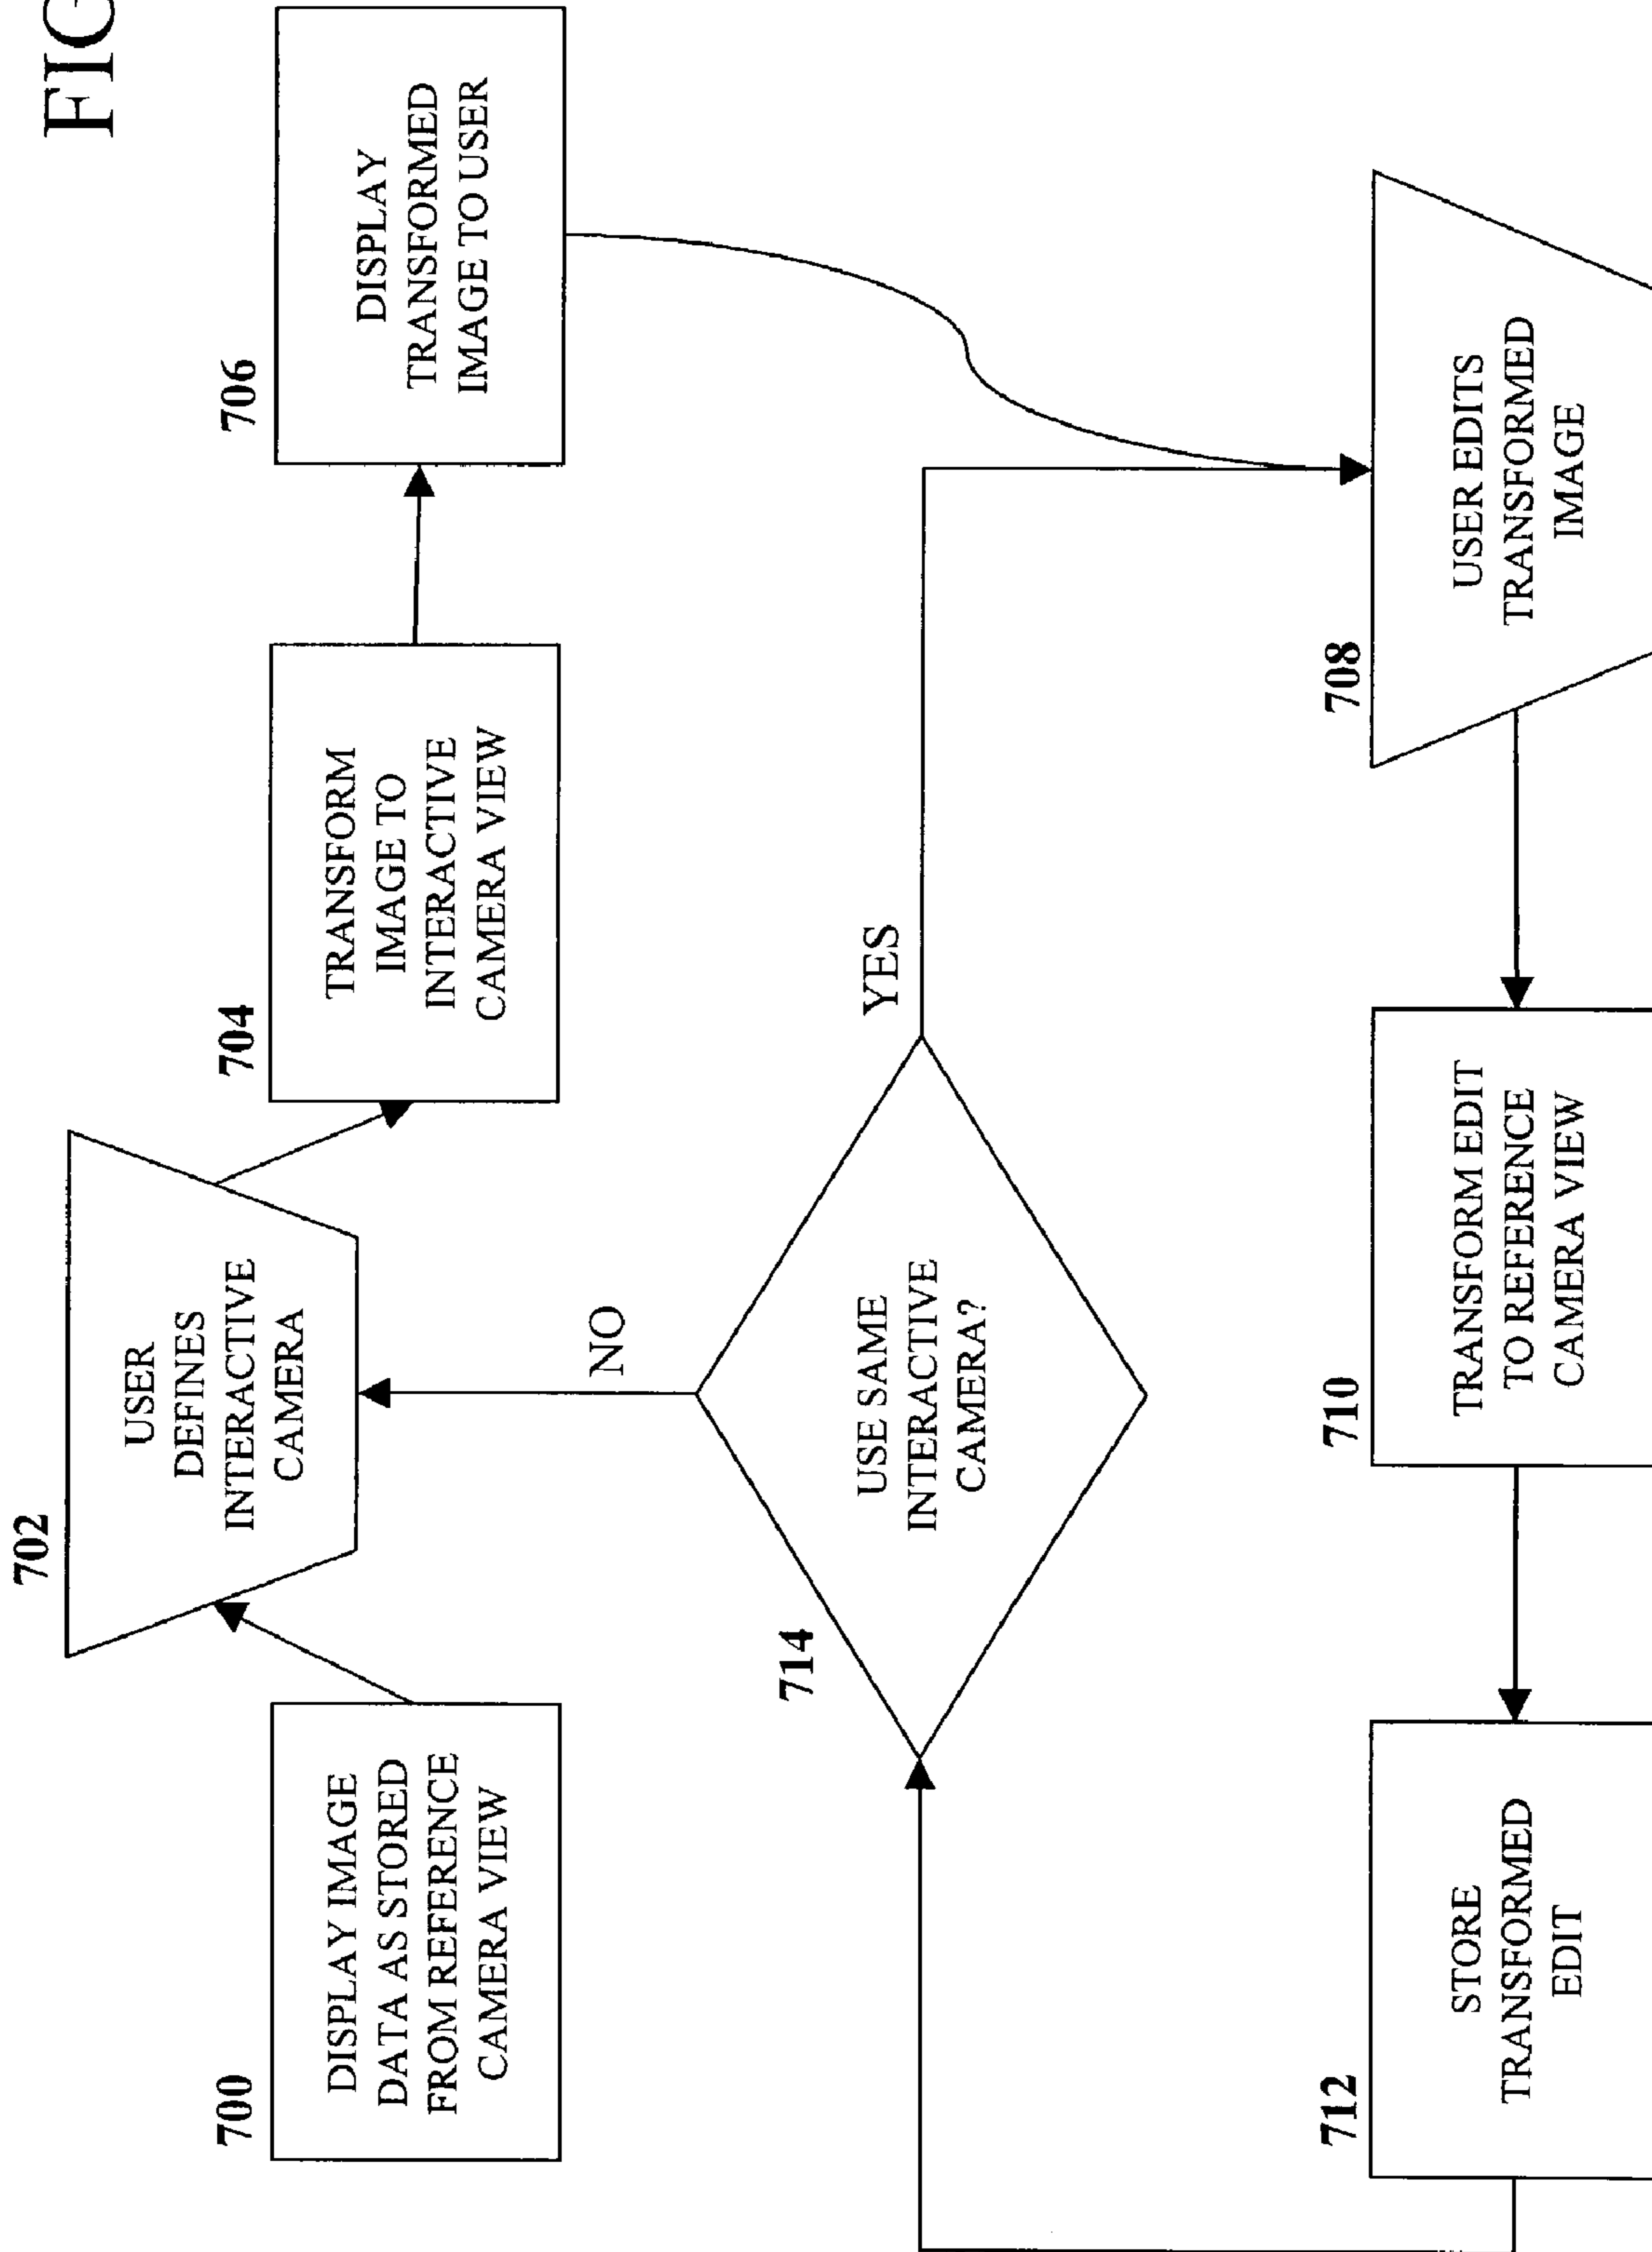 FIG
700
DISPLAY IMAGE
DATA AS STORED
FROM REFERENCE
CAMERA VIEW
702
USER
DEFINES
INTERACTIVE
CAMERA
704
TRANSFORM
IMAGE TO
INTERACTIVE
CAMERA VIEW
706
DISPLAY
TRANSFORMED
IMAGE TO USER
NO
714
USE SAME
INTERACTIVE
CAMERA?
YES
712
STORE
TRANSFORMED
EDIT
710
TRANSFORM EDIT
TO REFERENCE
CAMERA VIEW
708
USER EDITS
TRANSFORMED
IMAGE